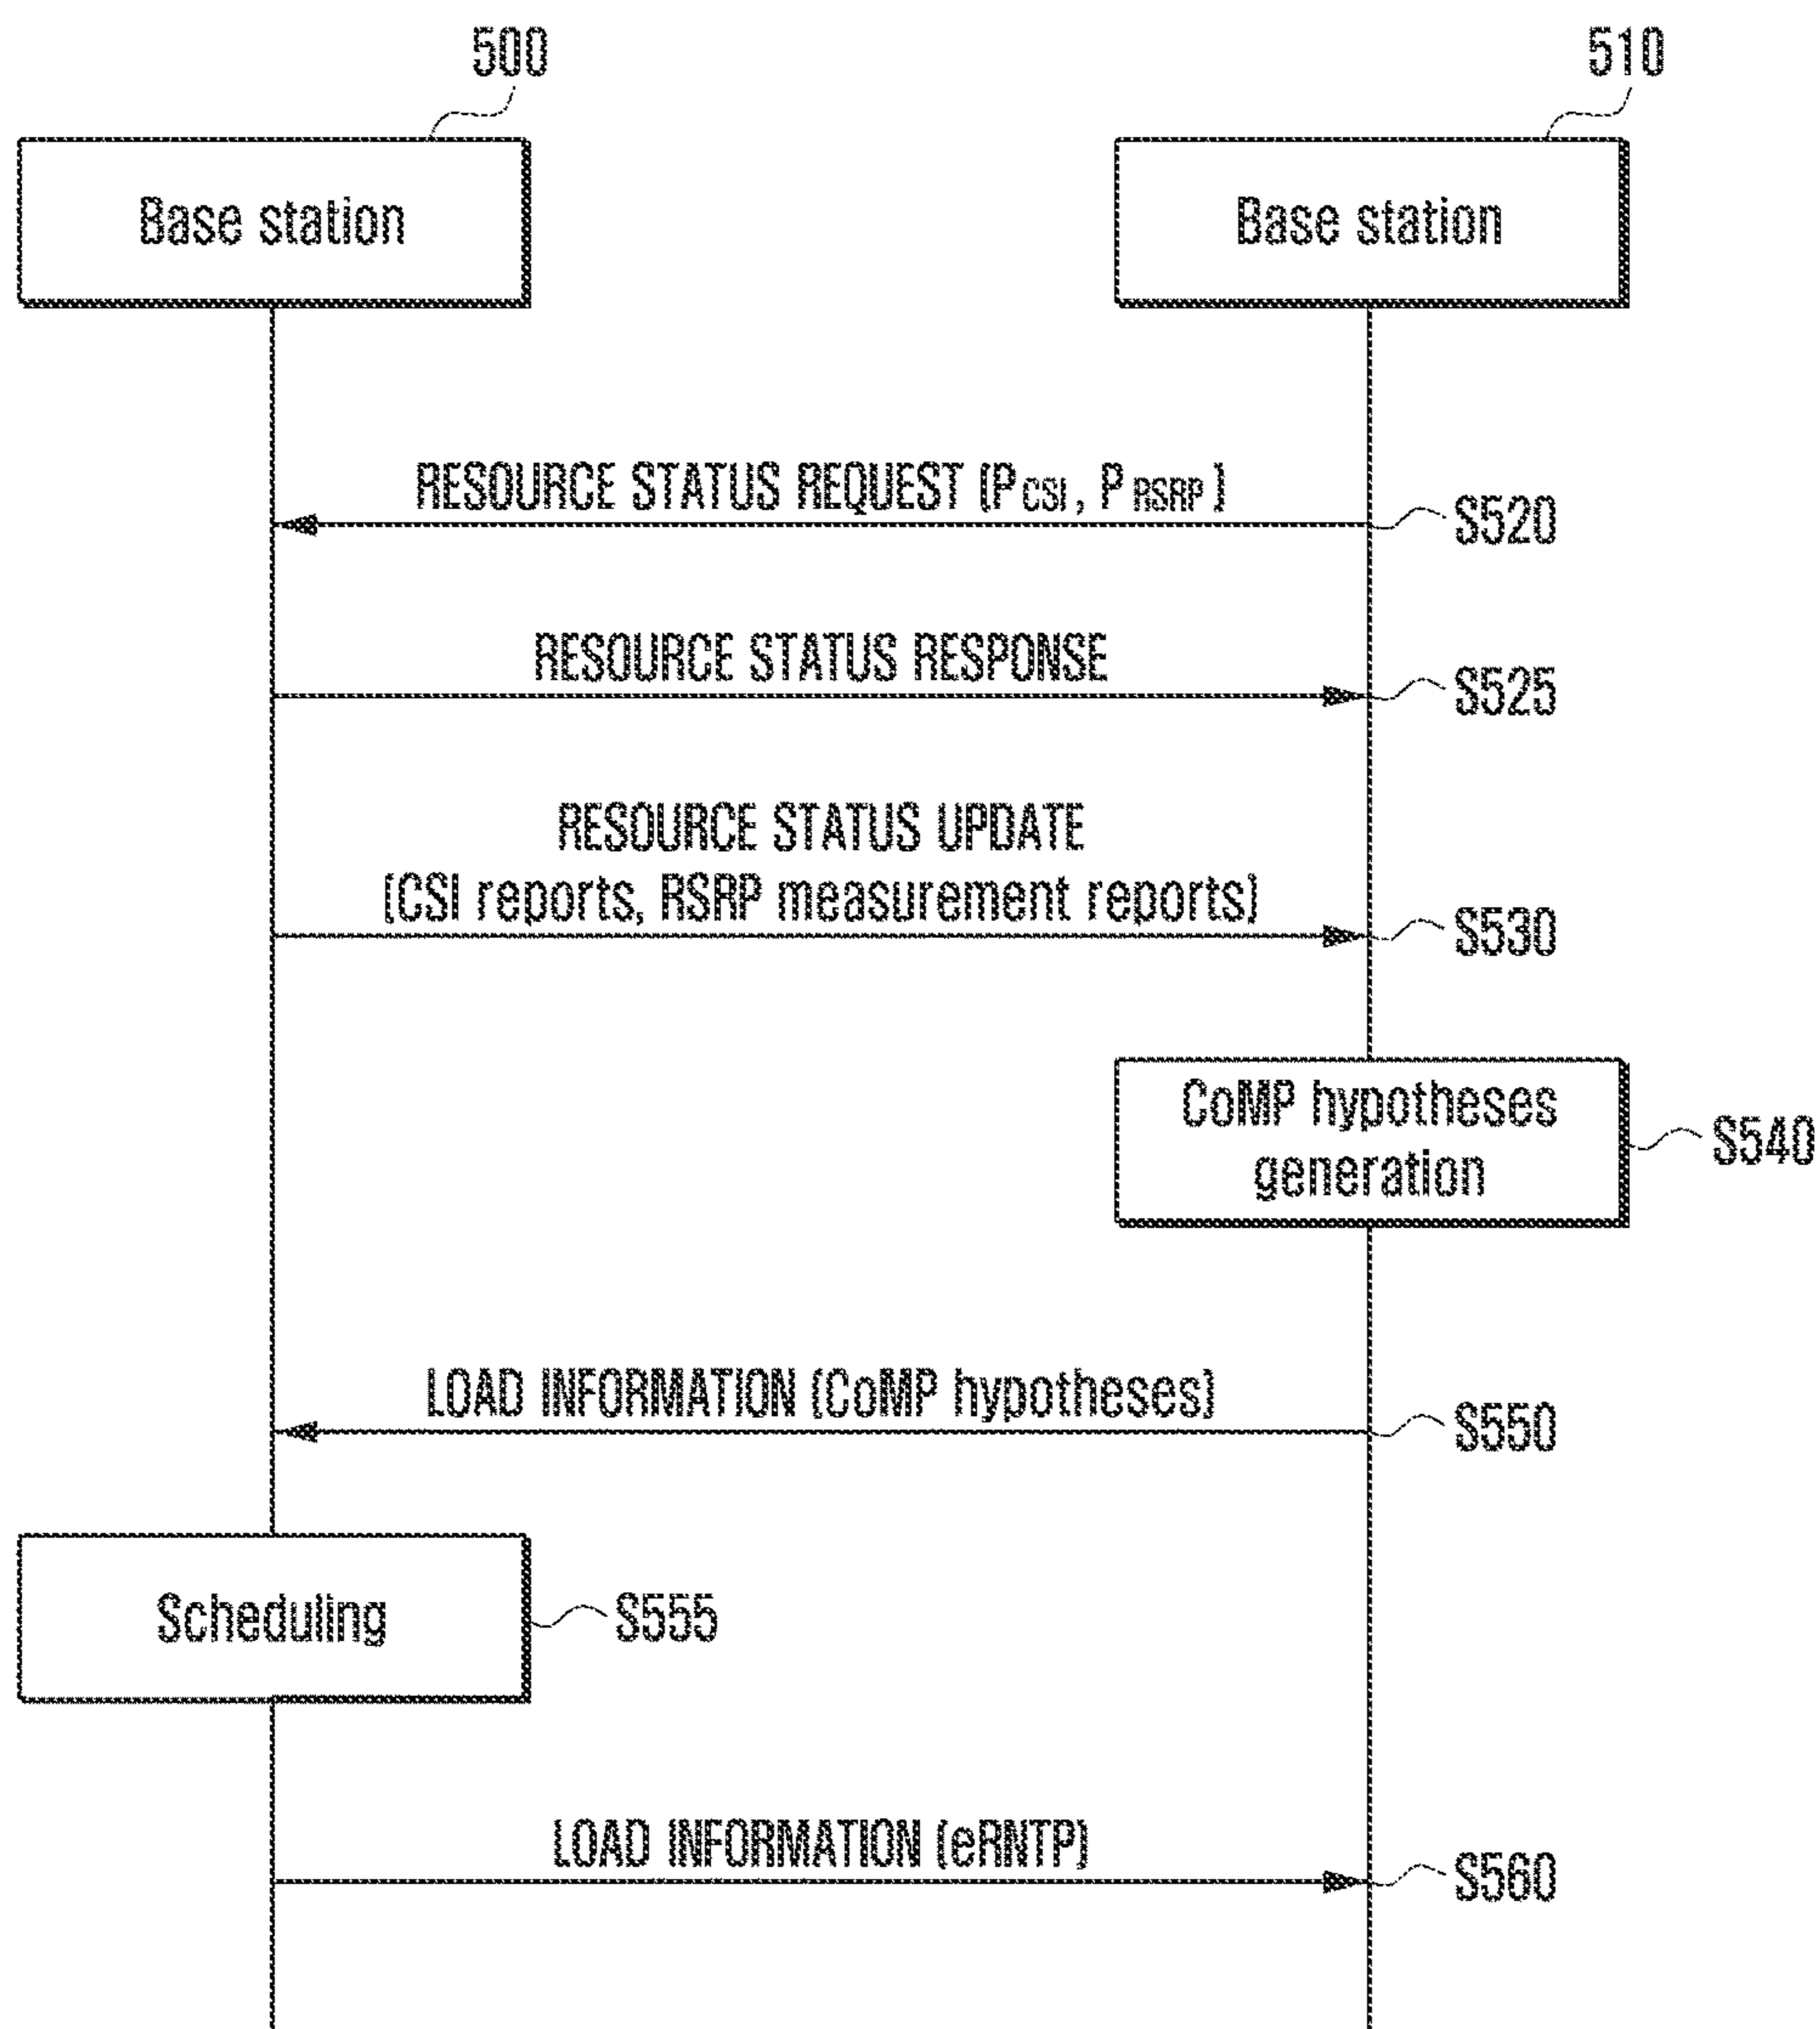 500
510
Base station
Base station
RESOURCE STATUS REQUEST (PCSI, PRSRP)
S520
RESOURCE STATUS RESPONSE
S525
RESOURCE STATUS UPDATE
(CSI reports, RSRP measurement reports)
S530
CoMP hypotheses
generation
S540
LOAD INFORMATION (CoMP hypotheses)
S550
Scheduling
S555
LOAD INFORMATION (eRNTP)
S560